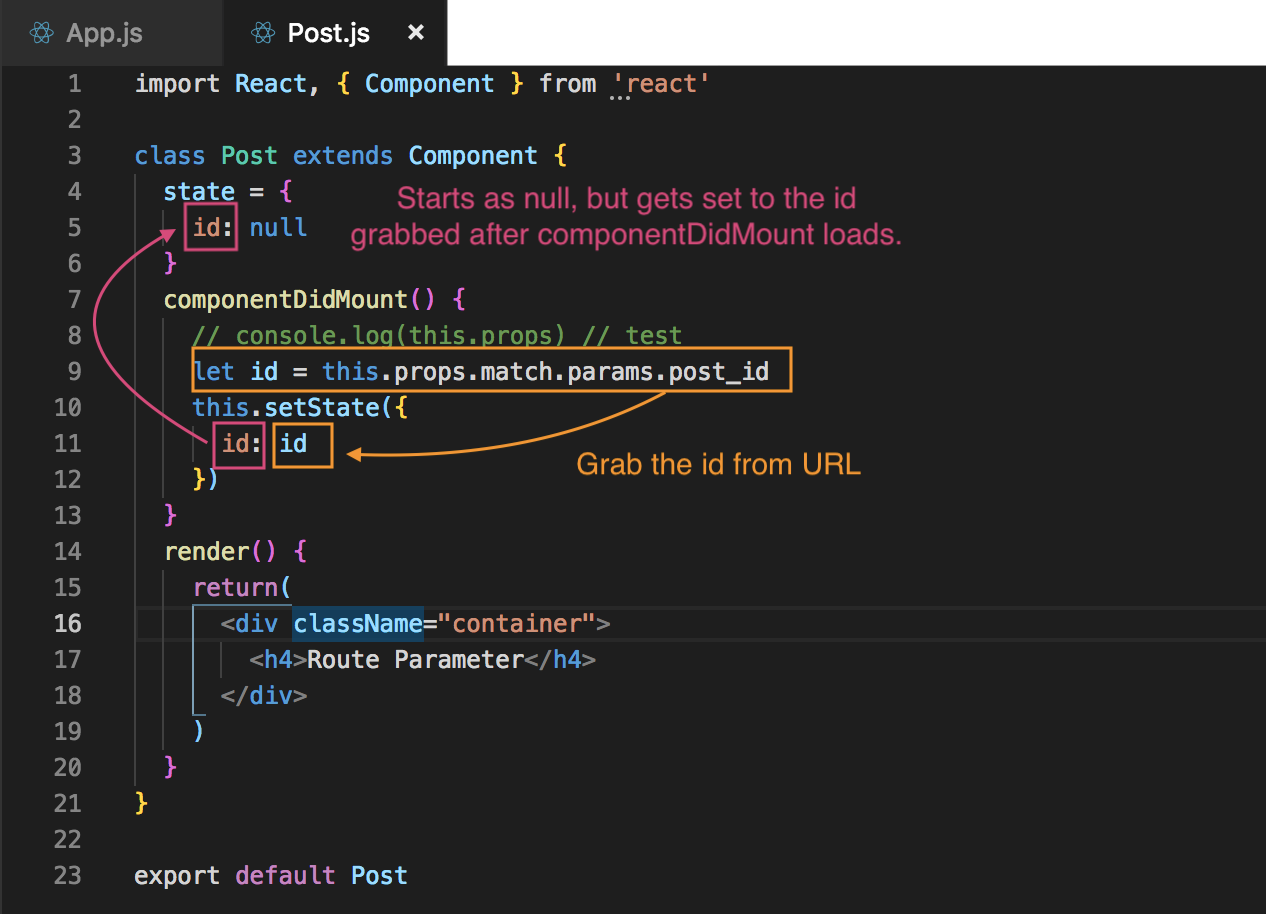 App.js Post.js ×
1 import React, { Component } from 'react'
2
3 class Post extends Component {
4 state = {
Starts as null, but gets set to the id
5 id: null
grabbed after componentDidMount loads.
6 }
7 componentDidMount() {
8 // console.log(this.props) // test
9 let id = this.props.match.params.post_id
10 this.setState({
11 id: id
Grab the id from URL
12 })
13 }
14 render() {
15 return(
16 <div className="container">
17 <h4>Route Parameter</h4>
18 </div>
19 )
20 }
21 }
22
23 export default Post